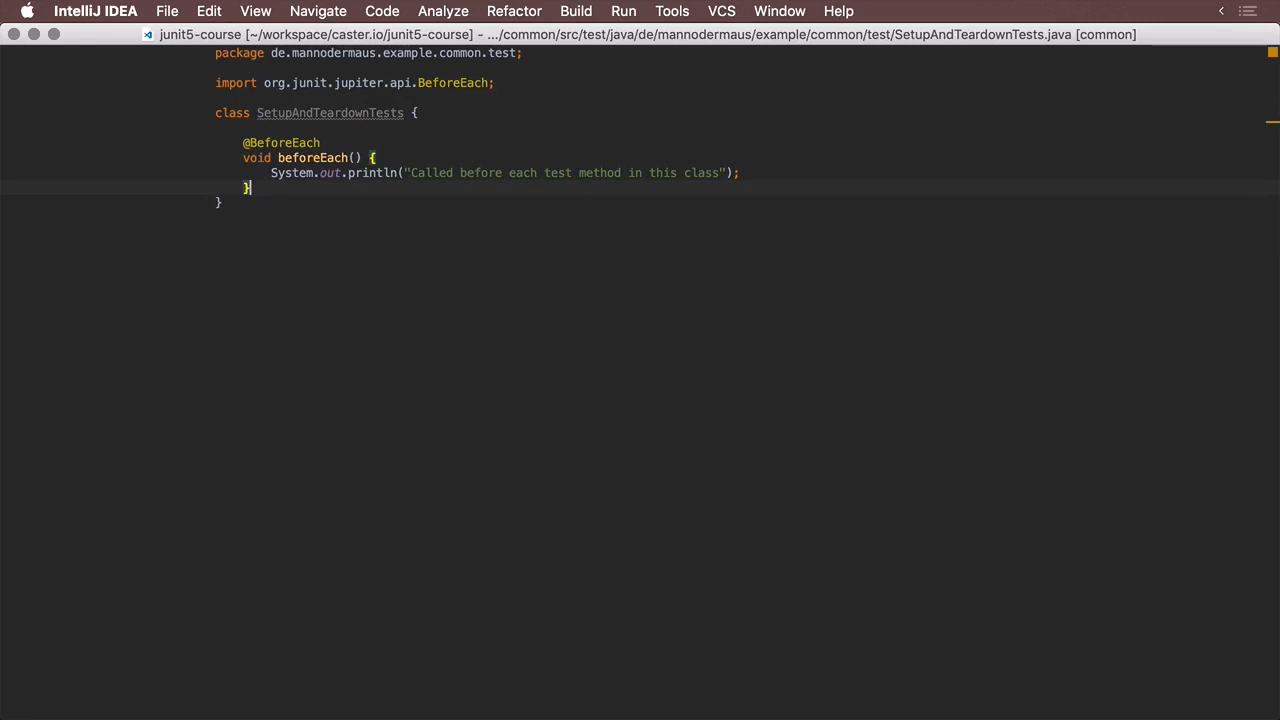 IntelliJ IDEA File Edit View Navigate Code Analyze Refactor Build Run Tools VCS Window Help
junit5-course [~/workspace/caster.io/junit5-course] – .../common/src/test/java/de/mannodermaus/example/common/test/SetupAndTeardownTests.java [common]
package de.mannodermaus.example.common.test;
import org.junit.jupiter.api.BeforeEach;
class SetupAndTeardownTests {
@BeforeEach
void beforeEach() {
System.out.println("Called before each test method in this class");
}
}